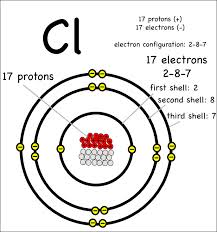 Cl
17 protons (+)
17 electrons (-)
electron configuration: 2-8-7
17 protons
17 electrons
2-8-7
first shell: 2
second shell: 8
third shell: 7